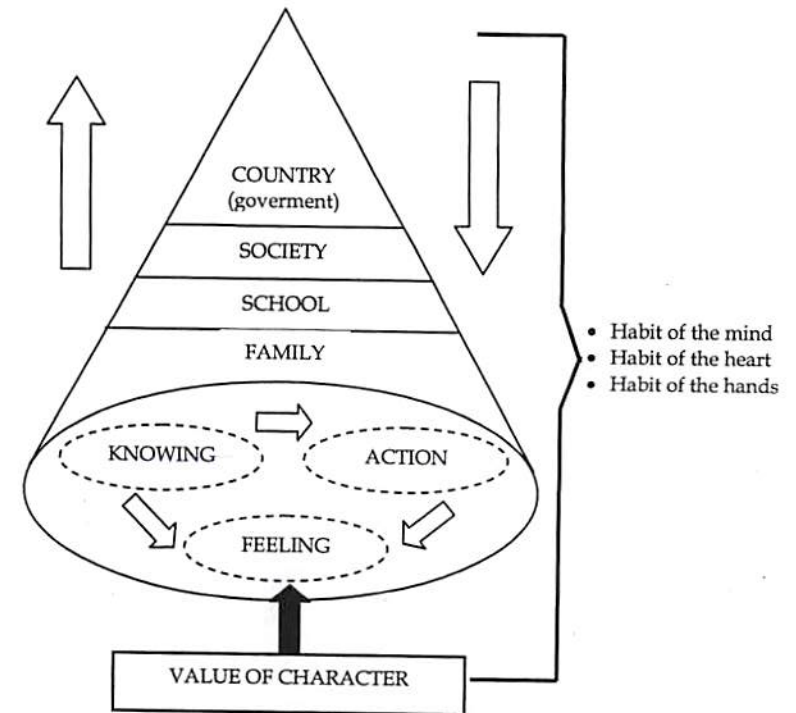 COUNTRY
(goverment)
SOCIETY
SCHOOL
FAMILY
KNOWING
ACTION
FEELING
VALUE OF CHARACTER
• Habit of the mind
• Habit of the heart
• Habit of the hands